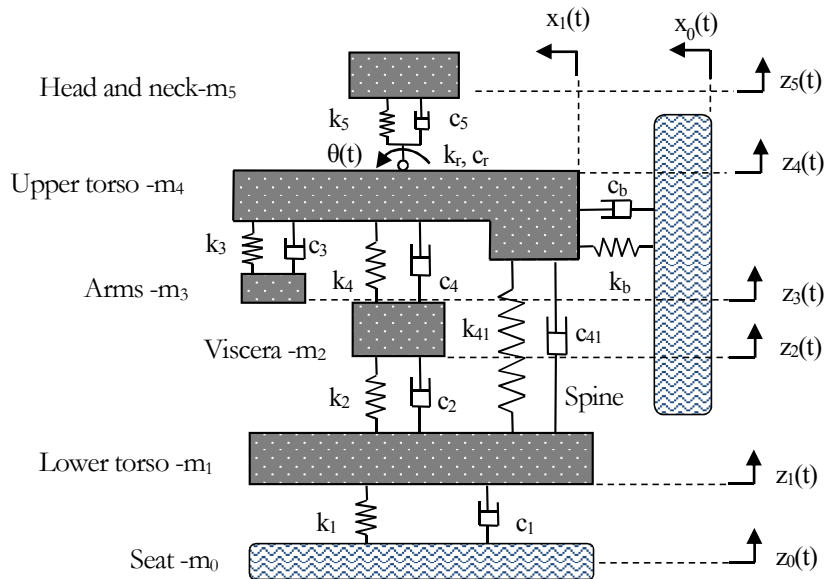 x₁(t)
x₀(t)
Head and neck-m₅
z₅(t)
k₅
c₅
θ(t)
kᵣ, cᵣ
z₄(t)
Upper torso -m₄
c_b
k₃
c₃
k₄
c₄
k_b
Arms -m₃
z₃(t)
k₄₁
c₄₁
Viscera -m₂
z₂(t)
k₂
c₂
Spine
Lower torso -m₁
z₁(t)
k₁
c₁
Seat -m₀
z₀(t)